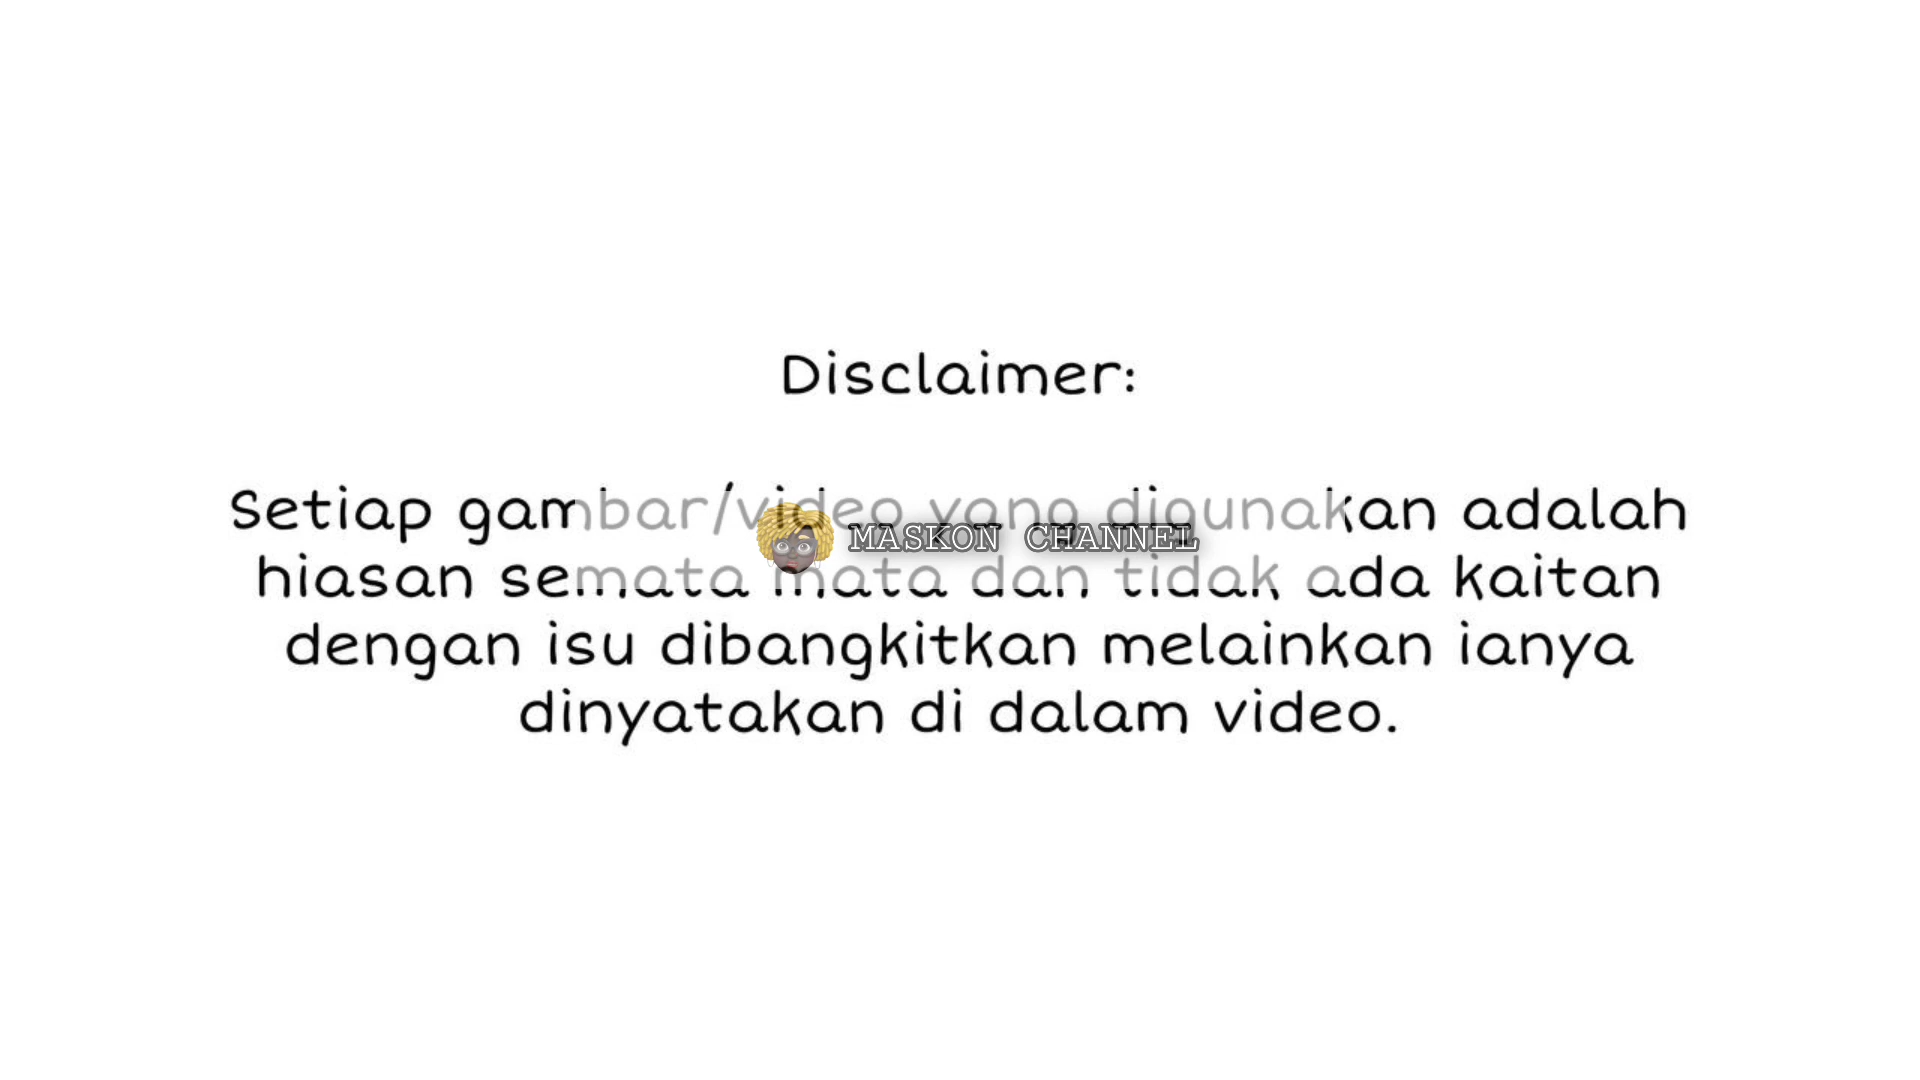 Disclaimer:
Setiap gambar/video yang digunakan adalah
MASKON CHANNEL
hiasan semata mata dan tidak ada kaitan
dengan isu dibangkitkan melainkan ianya
dinyatakan di dalam video.